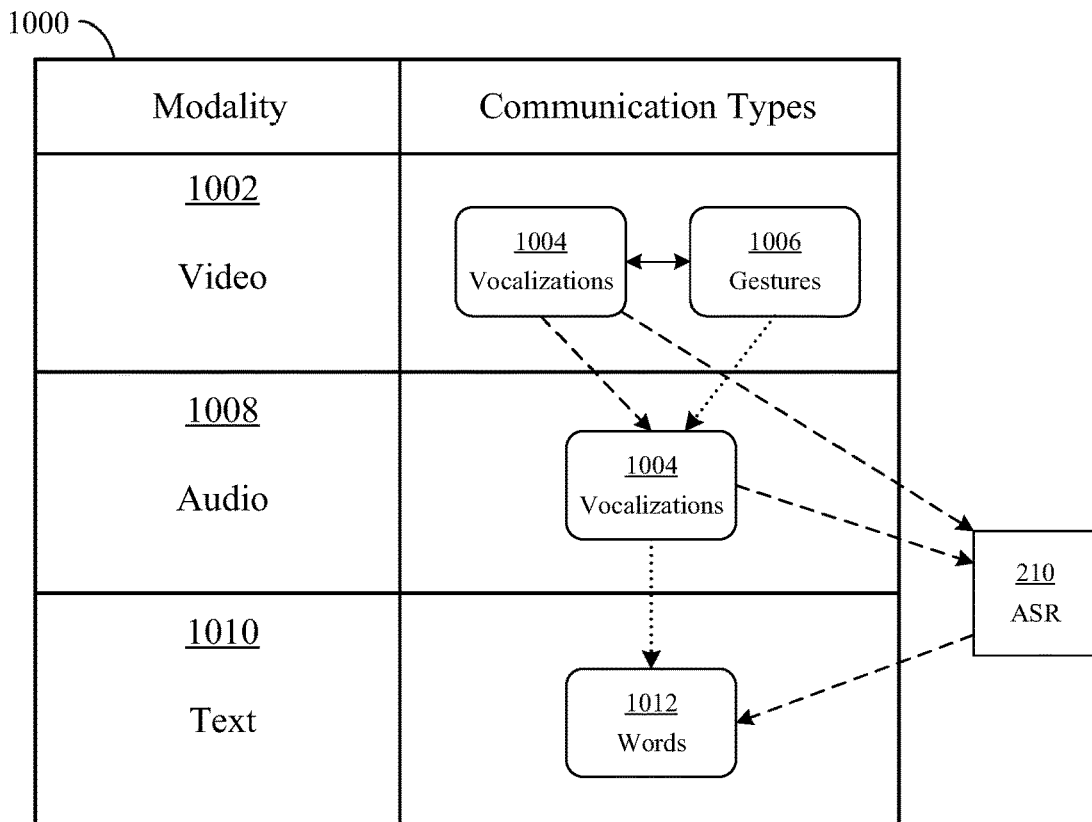 1000
Modality
Communication Types
1002
Video
1004
Vocalizations
1006
Gestures
1008
Audio
1004
Vocalizations
210
ASR
1010
Text
1012
Words